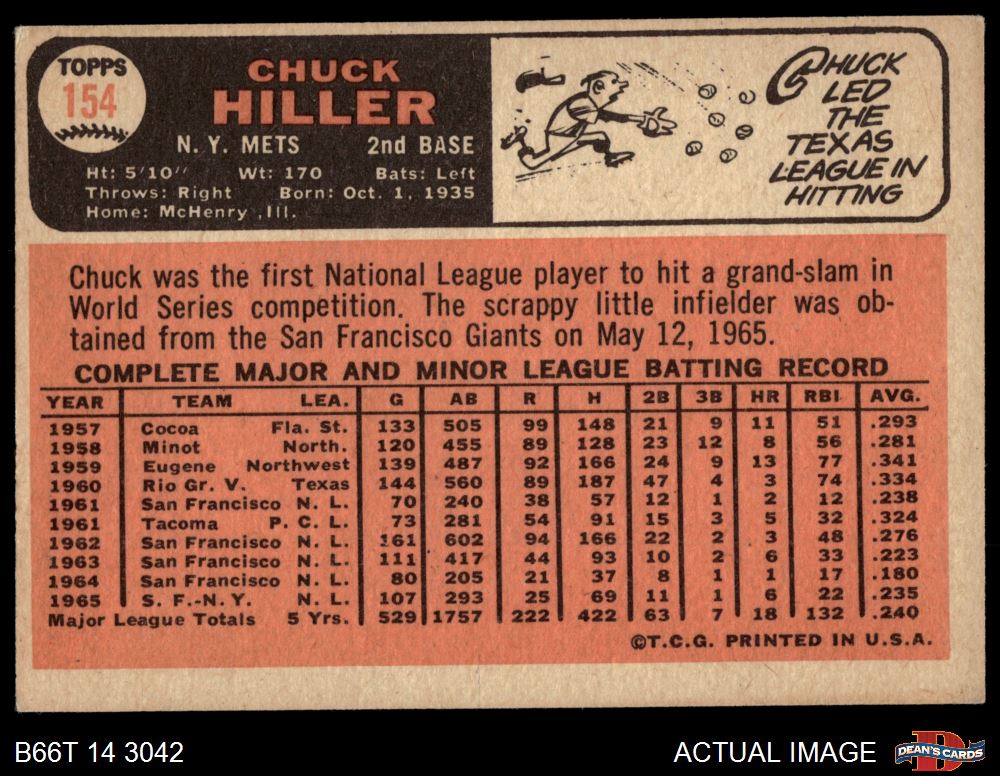 TOPPS
154
CHUCK
HILLER
N. Y. METS 2nd BASE
Ht: 5'10" Wt: 170 Bats: Left
Throws: Right Born: Oct. 1, 1935
Home: McHenry ,Ill.
CHUCK
LED
THE
TEXAS
LEAGUE IN
HITTING
Chuck was the first National League player to hit a grand-slam in
World Series competition. The scrappy little infielder was ob-
tained from the San Francisco Giants on May 12, 1965.
COMPLETE MAJOR AND MINOR LEAGUE BATTING RECORD
YEAR TEAM LEA. G AB R H 2B 3B HR RBI AVG.
1957 Cocoa Fla. St. 133 505 99 148 21 9 11 51 .293
1958 Minot North. 120 455 89 128 23 12 8 56 .281
1959 Eugene Northwest 139 487 92 166 24 9 13 77 .341
1960 Rio Gr. V. Texas 144 560 89 187 47 4 3 74 .334
1961 San Francisco N. L. 70 240 38 57 12 1 2 12 .238
1961 Tacoma P. C. L. 73 281 54 91 15 3 5 32 .324
1962 San Francisco N. L. 161 602 94 166 22 2 3 48 .276
1963 San Francisco N. L. 111 417 44 93 10 2 6 33 .223
1964 San Francisco N. L. 80 205 21 37 8 1 1 17 .180
1965 S. F.-N. Y. N. L. 107 293 25 69 11 1 6 22 .235
Major League Totals 5 Yrs. 529 1757 222 422 63 7 18 132 .240
©T.C.G. PRINTED IN U.S.A.
B66T 14 3042
ACTUAL IMAGE
D
DEAN'S CARDS